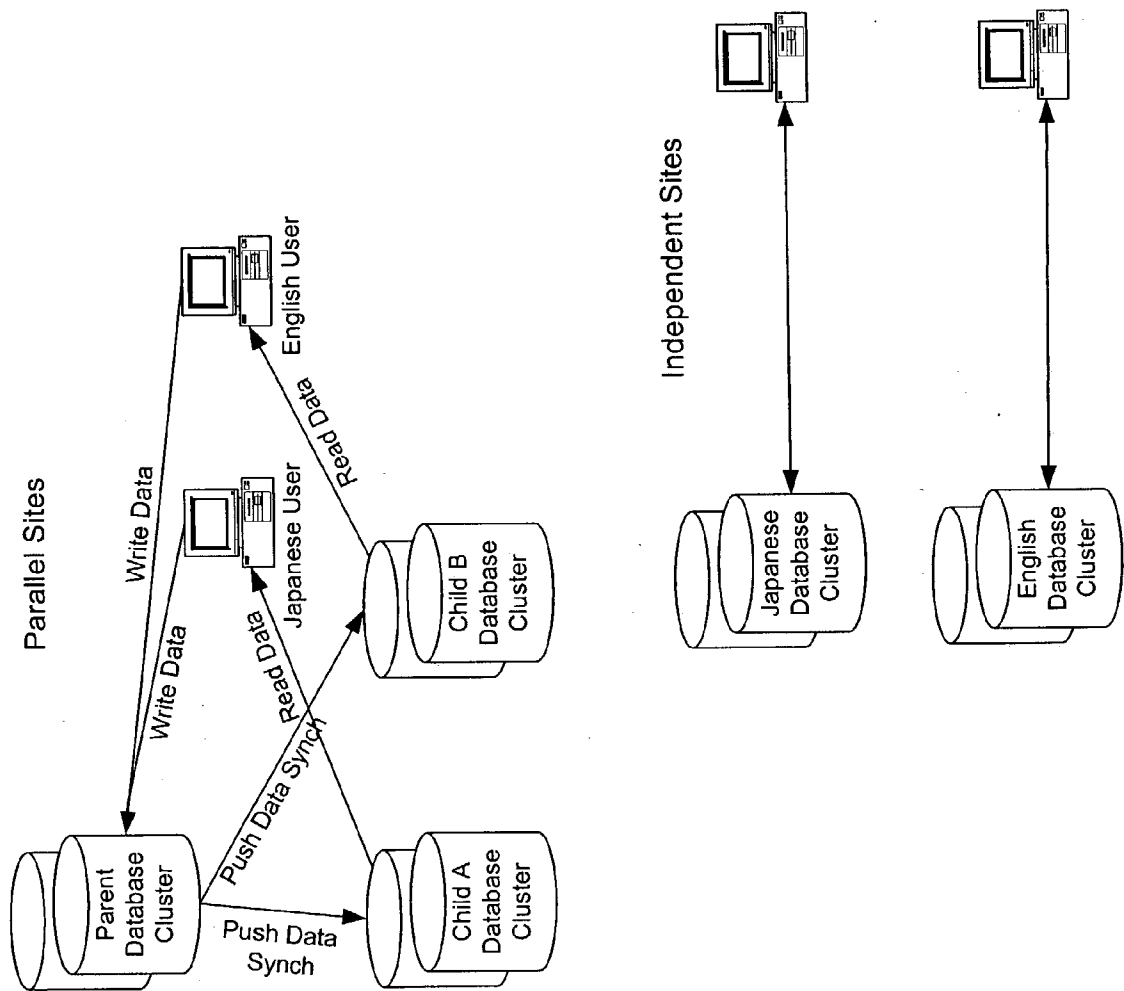 Parallel Sites
Write Data
Write Data
English User
Japanese User
Read Data
Read Data
Parent
Database
Cluster
Push Data Synch
Push Data
Synch
Child A
Database
Cluster
Child B
Database
Cluster
Independent Sites
Japanese
Database
Cluster
English
Database
Cluster